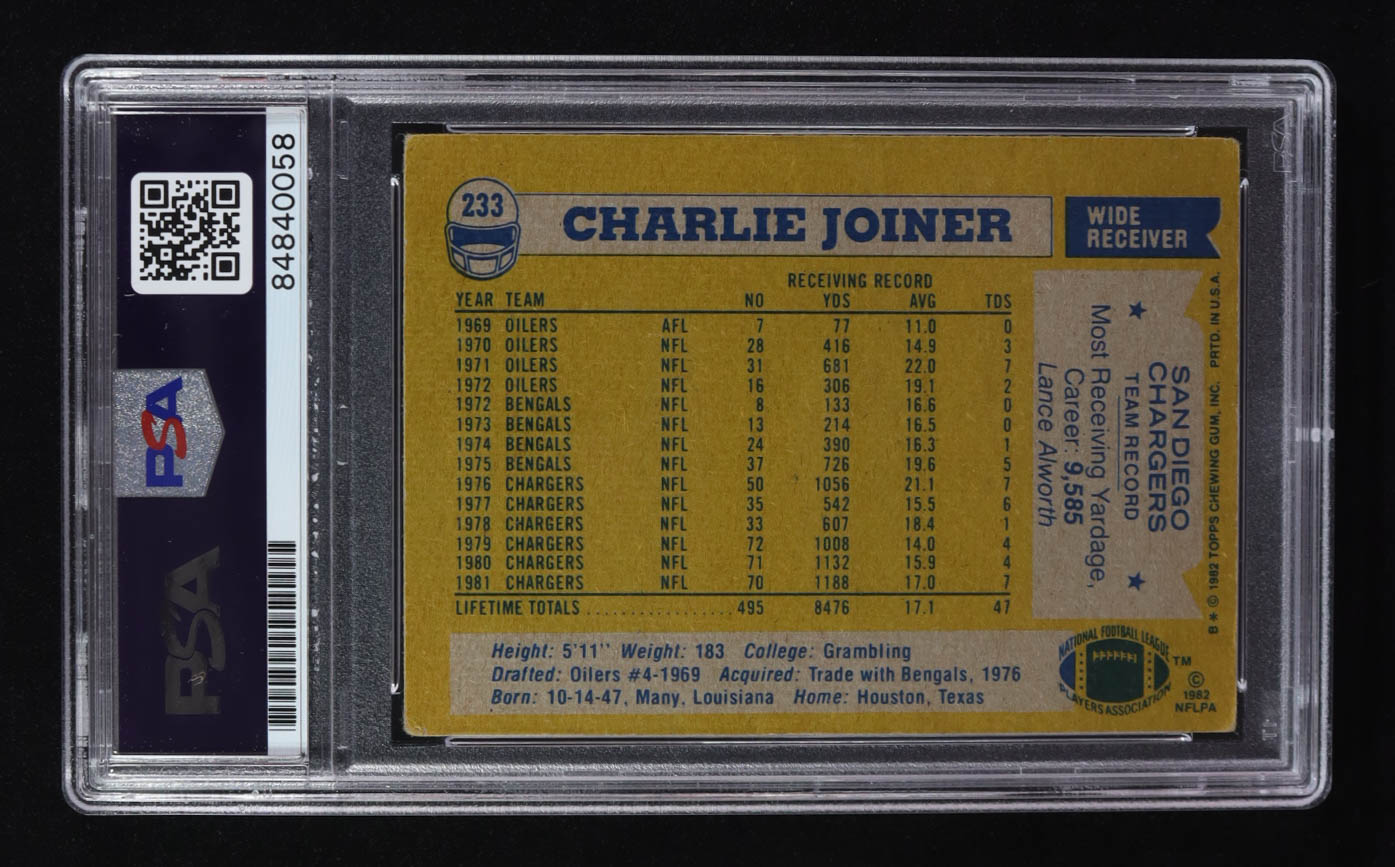 84840058
PSA
PSA
233
CHARLIE JOINER
WIDE
RECEIVER
RECEIVING RECORD
YEAR TEAM NO YDS AVG TDS
1969 OILERS AFL 7 77 11.0 0
1970 OILERS NFL 28 416 14.9 3
1971 OILERS NFL 31 681 22.0 7
1972 OILERS NFL 16 306 19.1 2
1972 BENGALS NFL 8 133 16.6 0
1973 BENGALS NFL 13 214 16.5 0
1974 BENGALS NFL 24 390 16.3 1
1975 BENGALS NFL 37 726 19.6 5
1976 CHARGERS NFL 50 1056 21.1 7
1977 CHARGERS NFL 35 542 15.5 6
1978 CHARGERS NFL 33 607 18.4 1
1979 CHARGERS NFL 72 1008 14.0 4
1980 CHARGERS NFL 71 1132 15.9 4
1981 CHARGERS NFL 70 1188 17.0 7
LIFETIME TOTALS .................. 495 8476 17.1 47
SAN DIEGO
CHARGERS
★ TEAM RECORD ★
Most Receiving Yardage,
Career: 9,585
Lance Alworth
B* © 1982 TOPPS CHEWING GUM, INC. PRTD. IN U.S.A.
Height: 5'11" Weight: 183 College: Grambling
Drafted: Oilers #4-1969 Acquired: Trade with Bengals, 1976
Born: 10-14-47, Many, Louisiana Home: Houston, Texas
NATIONAL FOOTBALL LEAGUE
PLAYERS ASSOCIATION
TM
©
1982
NFLPA